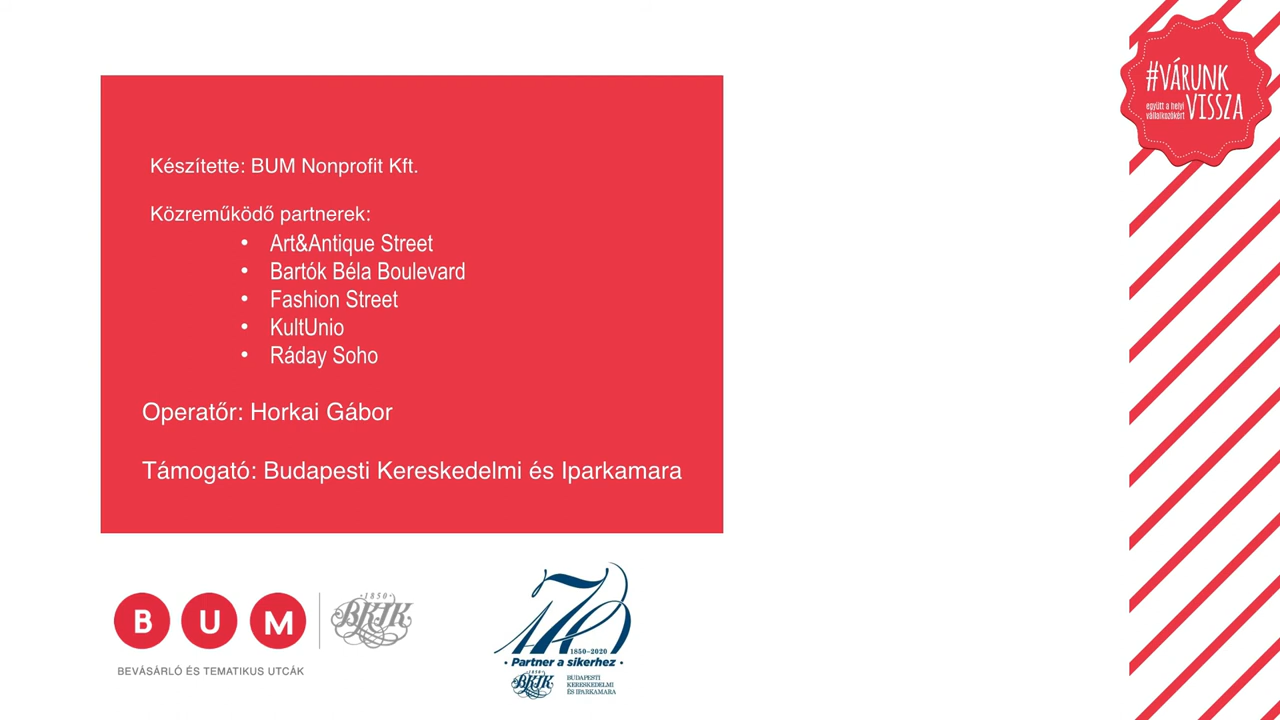 #VÁRUNK
VISSZA
együtt a helyi
vállalkozókért
Készítette: BUM Nonprofit Kft.
Közreműködő partnerek:
• Art&Antique Street
• Bartók Béla Boulevard
• Fashion Street
• KultUnio
• Ráday Soho
Operatőr: Horkai Gábor
Támogató: Budapesti Kereskedelmi és Iparkamara
B U M
BEVÁSÁRLÓ ÉS TEMATIKUS UTCÁK
·1850·
BKIK
170
1850–2020
• Partner a sikerhez •
·1850·
BKIK
BUDAPESTI
KERESKEDELMI
ÉS IPARKAMARA